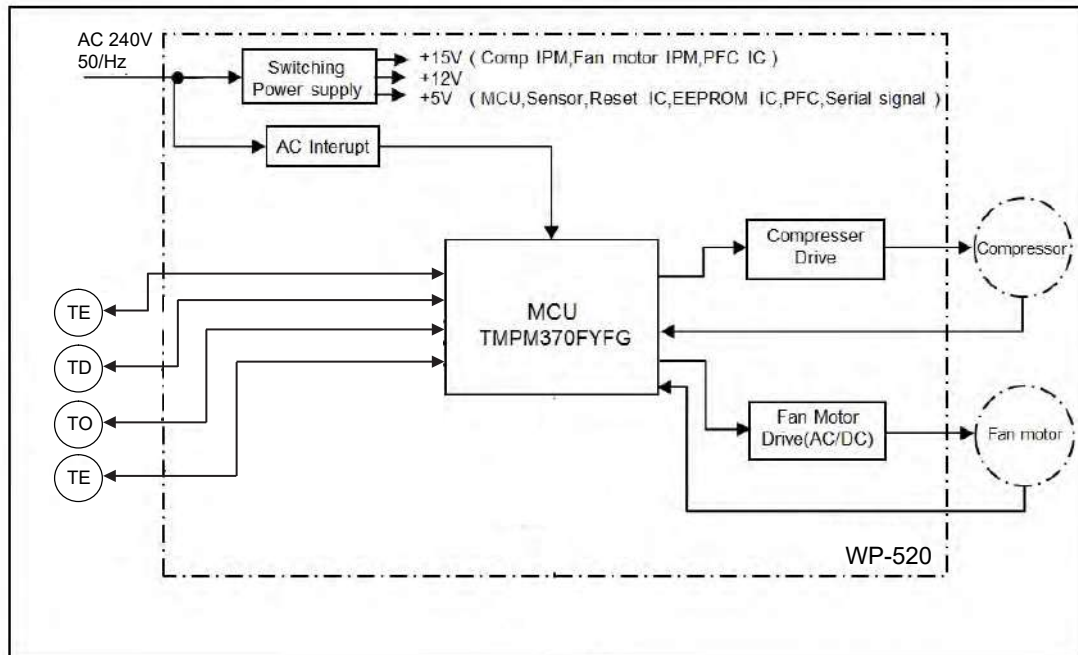 AC 240V
50/Hz
Switching
Power supply
+15V ( Comp IPM,Fan motor IPM,PFC IC )
+12V
+5V ( MCU,Sensor,Reset IC,EEPROM IC,PFC,Serial signal )
AC Interupt
Compresser
Drive
Compressor
MCU
TMPM370FYFG
TE
TD
TO
TE
Fan Motor
Drive(AC/DC)
Fan motor
WP-520